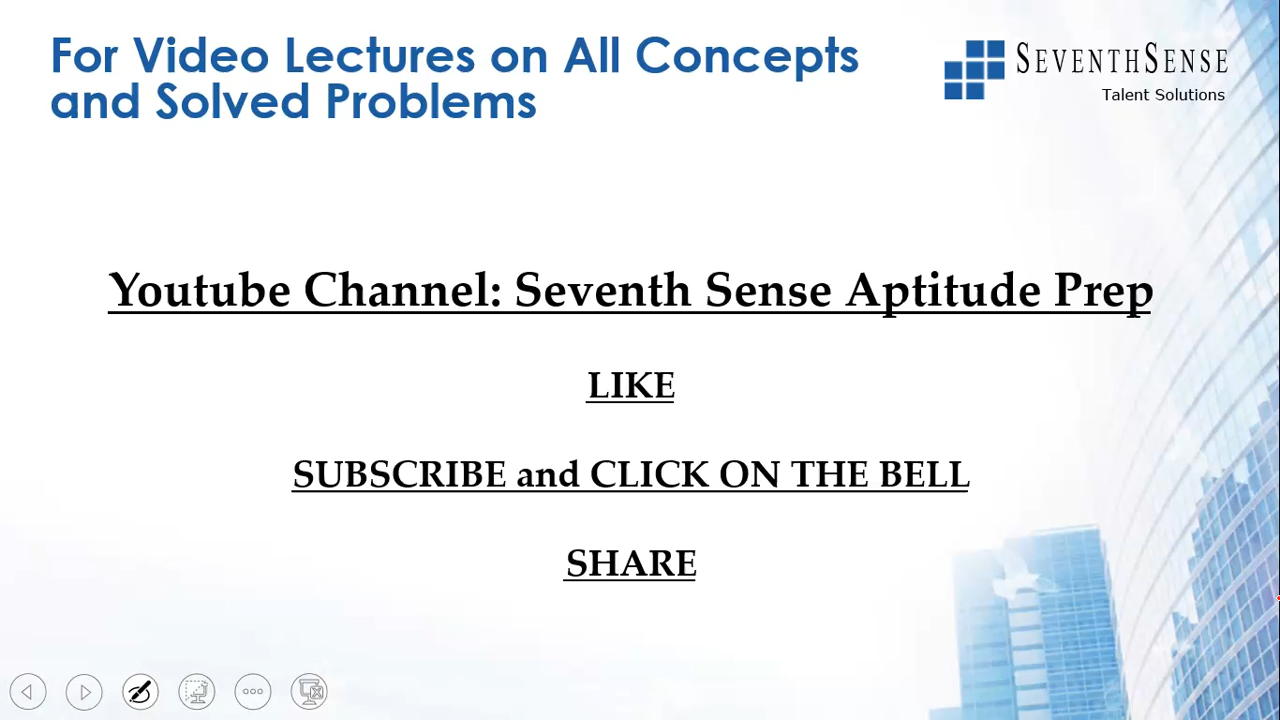 For Video Lectures on All Concepts
and Solved Problems
SEVENTHSENSE
Talent Solutions
Youtube Channel: Seventh Sense Aptitude Prep
LIKE
SUBSCRIBE and CLICK ON THE BELL
SHARE